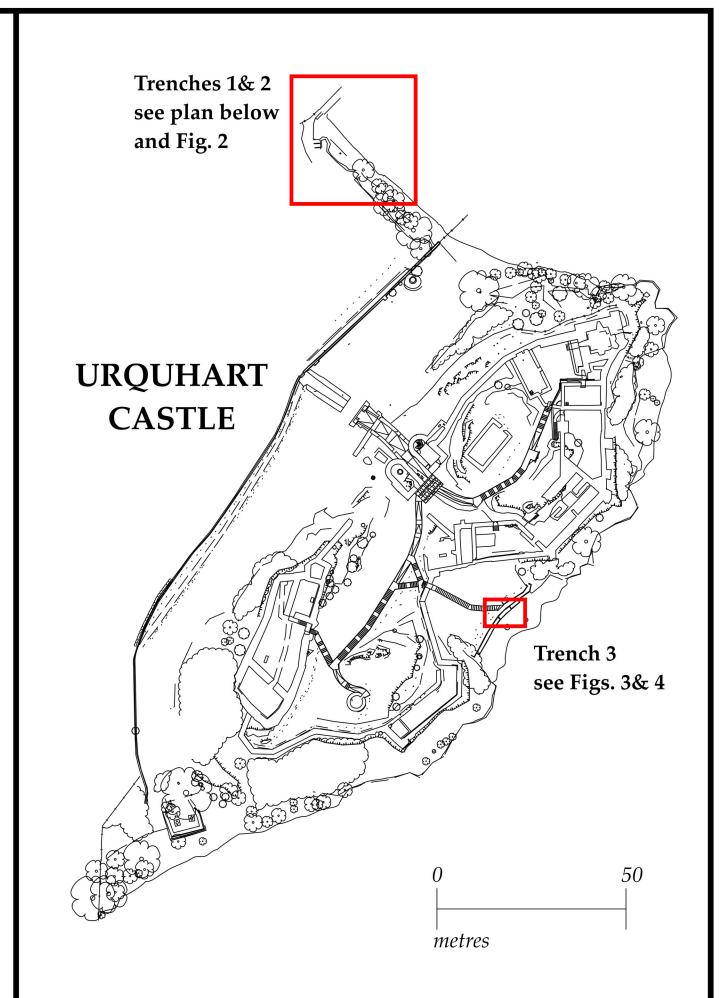 Trenches 1& 2
see plan below
and Fig. 2
URQUHART
CASTLE
Trench 3
see Figs. 3& 4
0 50
metres